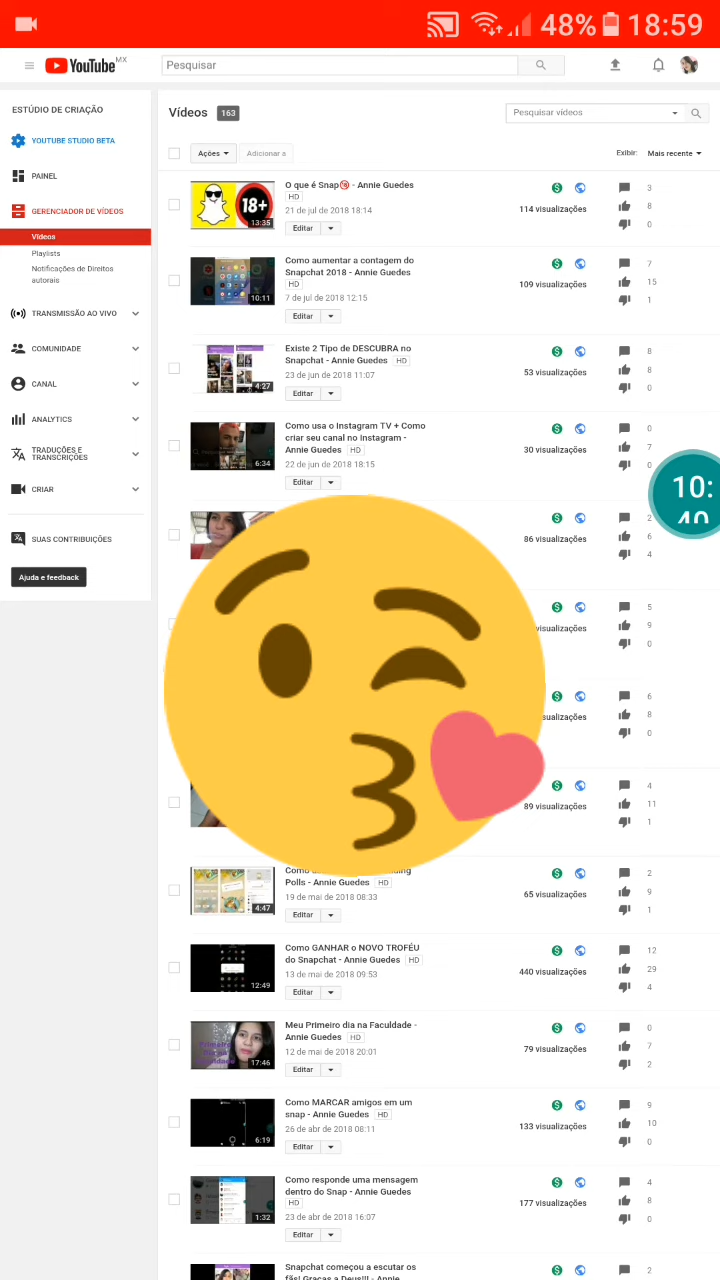 48% 18:59
YouTube MX
Pesquisar
ESTÚDIO DE CRIAÇÃO
YOUTUBE STUDIO BETA
PAINEL
GERENCIADOR DE VÍDEOS
Vídeos
Playlists
Notificações de Direitos
autorais
TRANSMISSÃO AO VIVO
COMUNIDADE
CANAL
ANALYTICS
TRADUÇÕES E
TRANSCRIÇÕES
CRIAR
SUAS CONTRIBUIÇÕES
Ajuda e feedback
Vídeos 163
Pesquisar vídeos
Ações Adicionar a
Exibir: Mais recente
O que é Snap🔞 - Annie Guedes
HD
21 de jul de 2018 18:14
Editar
18+
13:35
114 visualizações
3
8
0
Como aumentar a contagem do
Snapchat 2018 - Annie Guedes
HD
7 de jul de 2018 12:15
Editar
10:11
109 visualizações
7
15
1
Existe 2 Tipo de DESCUBRA no
Snapchat - Annie Guedes HD
23 de jun de 2018 11:07
Editar
4:27
53 visualizações
8
8
0
Como usa o Instagram TV + Como
criar seu canal no Instagram -
Annie Guedes HD
22 de jun de 2018 18:15
Editar
6:34
30 visualizações
0
7
0
10:
40
86 visualizações
2
6
4
visualizações
5
9
0
sualizações
6
8
0
89 visualizações
4
11
1
Polls - Annie Guedes HD
19 de mai de 2018 08:33
Editar
4:47
65 visualizações
2
9
1
Como GANHAR o NOVO TROFÉU
do Snapchat - Annie Guedes HD
13 de mai de 2018 09:53
Editar
12:49
440 visualizações
12
29
4
Meu Primeiro dia na Faculdade -
Annie Guedes HD
12 de mai de 2018 20:01
Editar
17:46
79 visualizações
0
7
2
Como MARCAR amigos em um
snap - Annie Guedes HD
26 de abr de 2018 08:11
Editar
6:19
133 visualizações
9
10
0
Como responde uma mensagem
dentro do Snap - Annie Guedes
HD
23 de abr de 2018 16:07
Editar
1:32
177 visualizações
4
8
0
Snapchat começou a escutar os
fãs! Graças a Deus!!! - Annie
2